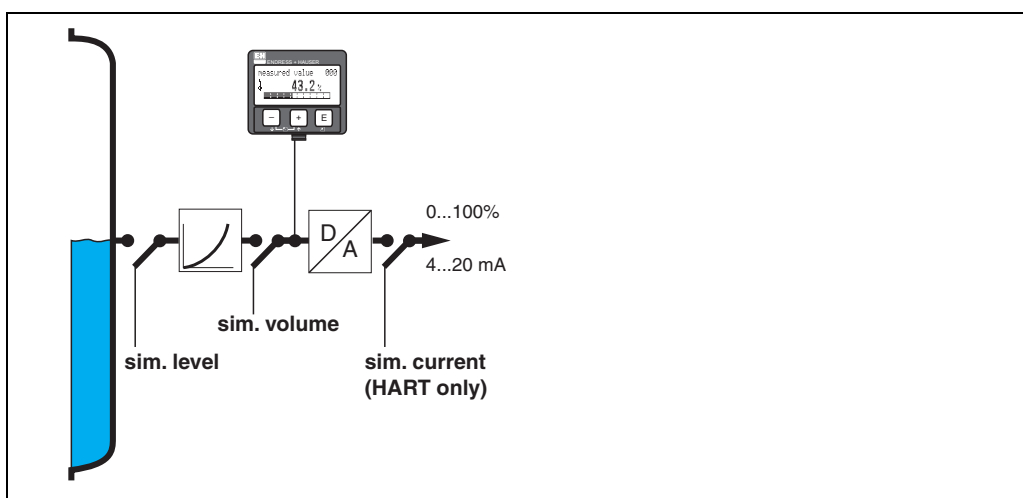 EH
ENDRESS + HAUSER
measured value 000
43.2 %
- + E
0...100%
D
A
4...20 mA
sim. volume
sim. level
sim. current
(HART only)